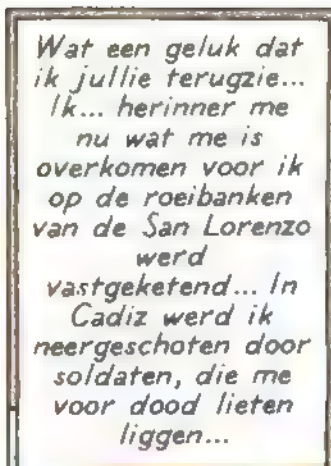 Wat een geluk dat
ik jullie terugzie...
Ik... herinner me
nu wat me is
overkomen voor ik
op de roeibanken
van de San Lorenzo
werd
vastgeketend... In
Cadiz werd ik
neergeschoten door
soldaten, die me
voor dood lieten
liggen...